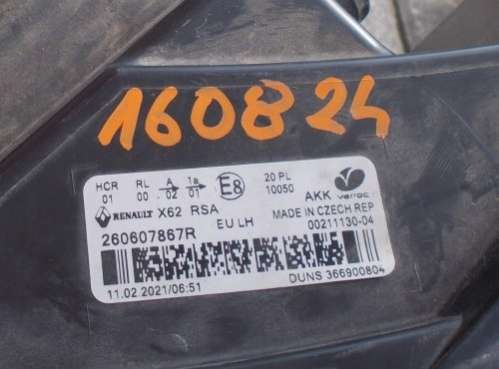 160824
HCR RL A 1a E8 20 PL
01 00 02 01 10050
AKK varroc
RENAULT X62 RSA
MADE IN CZECH REP
260607867R EU LH 00211130-04
DUNS 366900804
11.02.2021/06:51